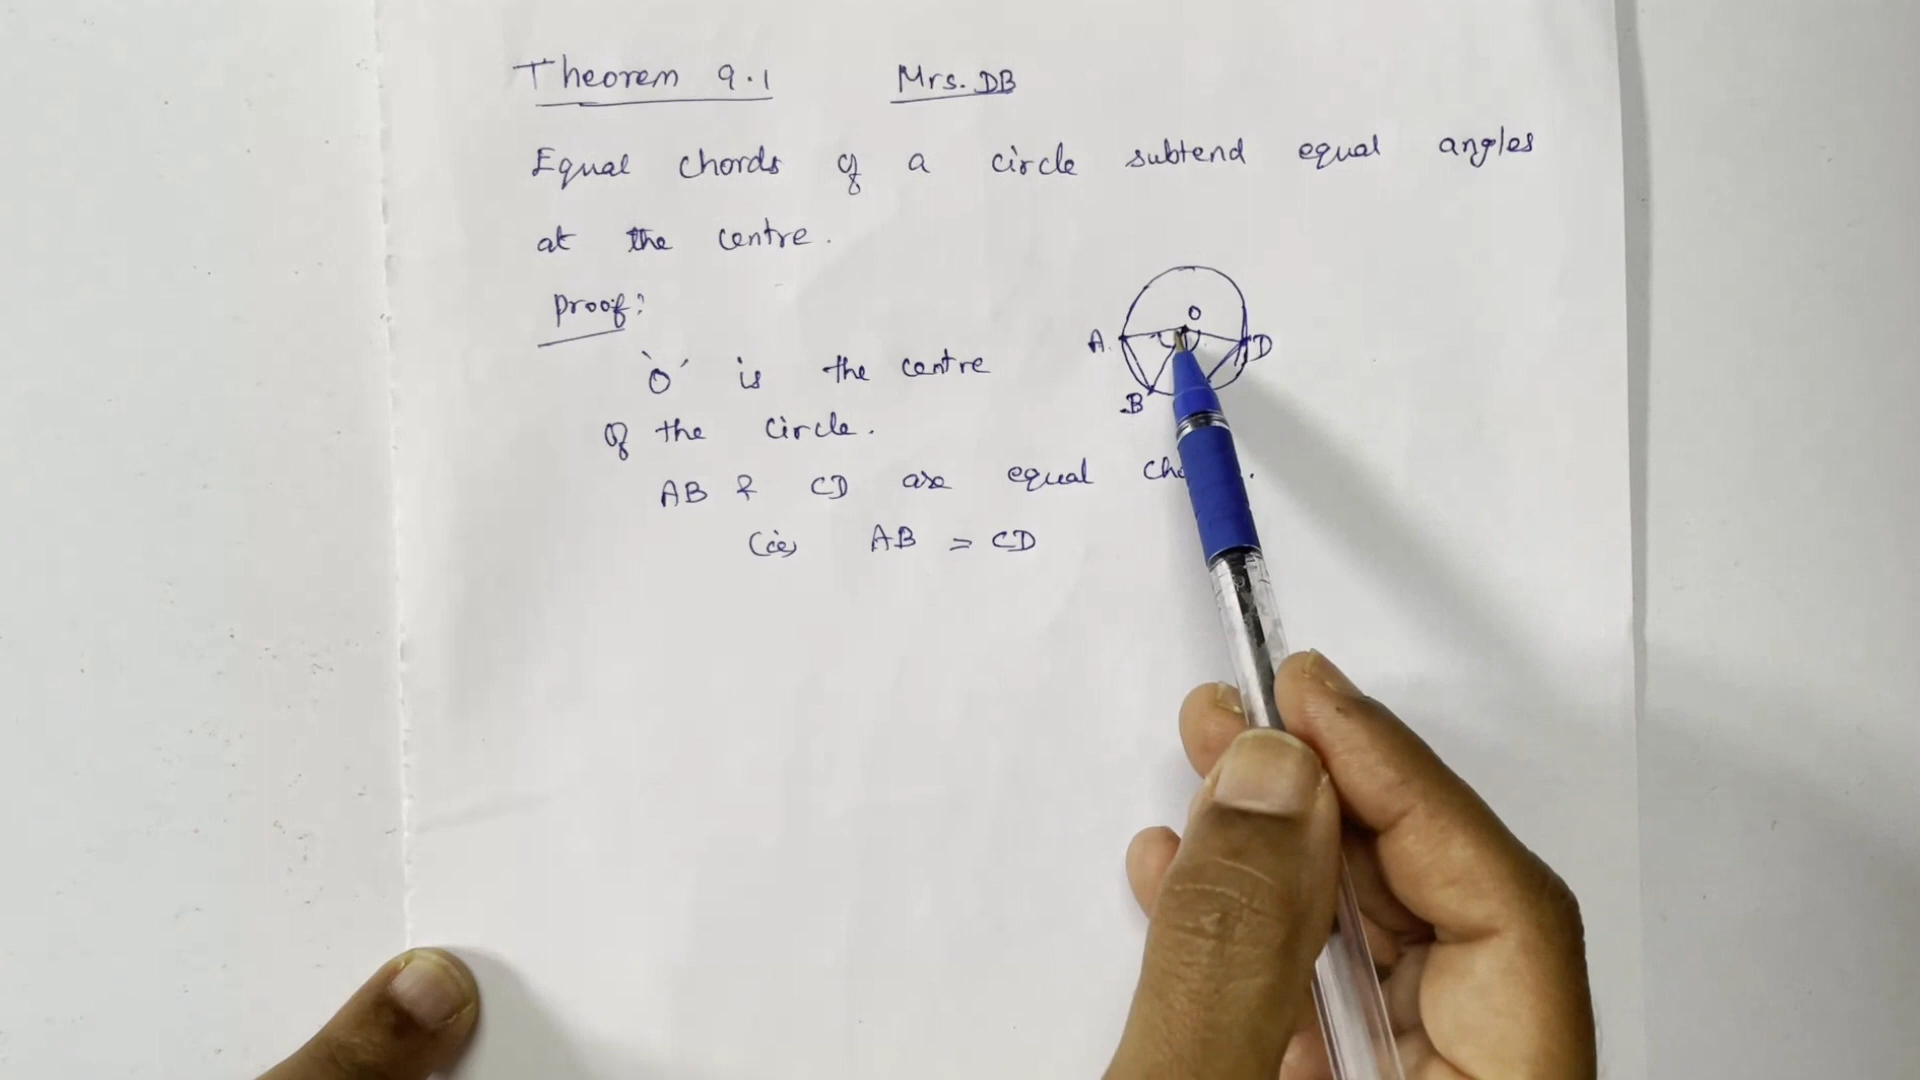 Theorem 9.1 Mrs. DB
Equal chords of a circle subtend equal angles
at the centre.
Proof:
'O' is the centre
of the circle.
AB & CD are equal
(ie) AB = CD
O
A.
D
B